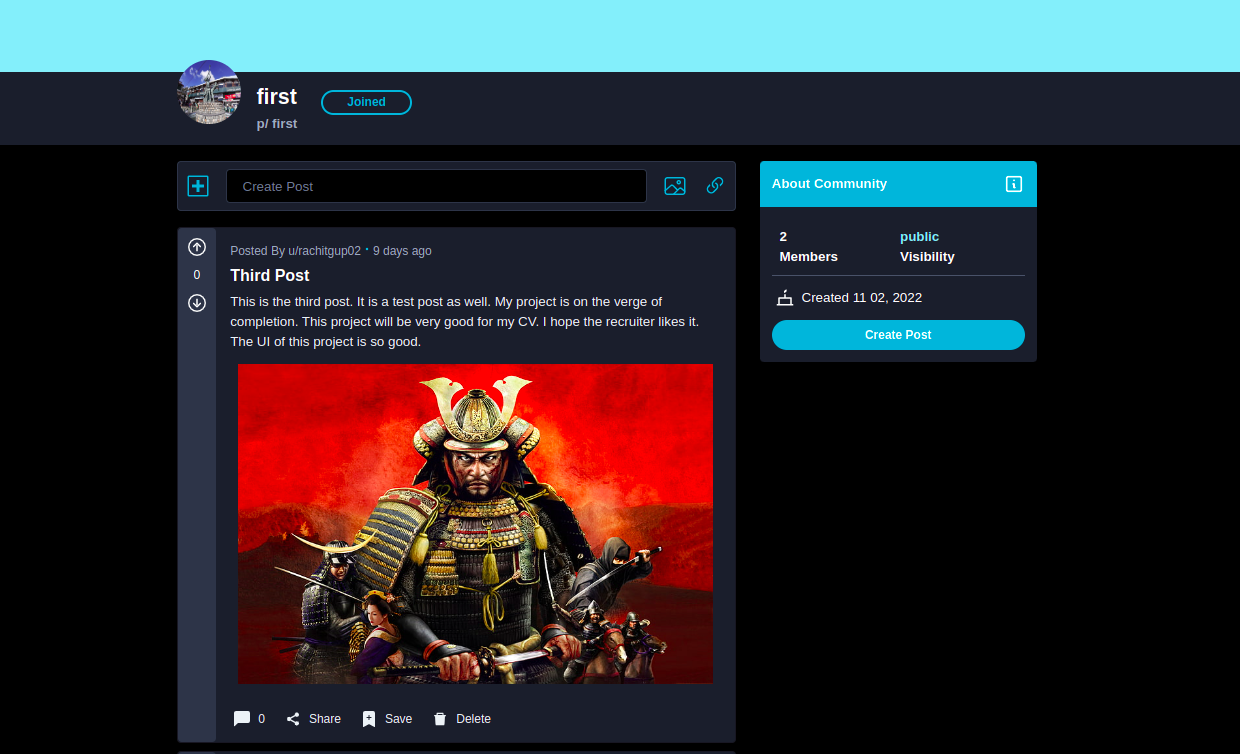 first
Joined
p/ first
Create Post
About Community
Posted By u/rachitgup02 · 9 days ago
0
Third Post
This is the third post. It is a test post as well. My project is on the verge of
completion. This project will be very good for my CV. I hope the recruiter likes it.
The UI of this project is so good.
0 Share Save Delete
2 public
Members Visibility
Created 11 02, 2022
Create Post